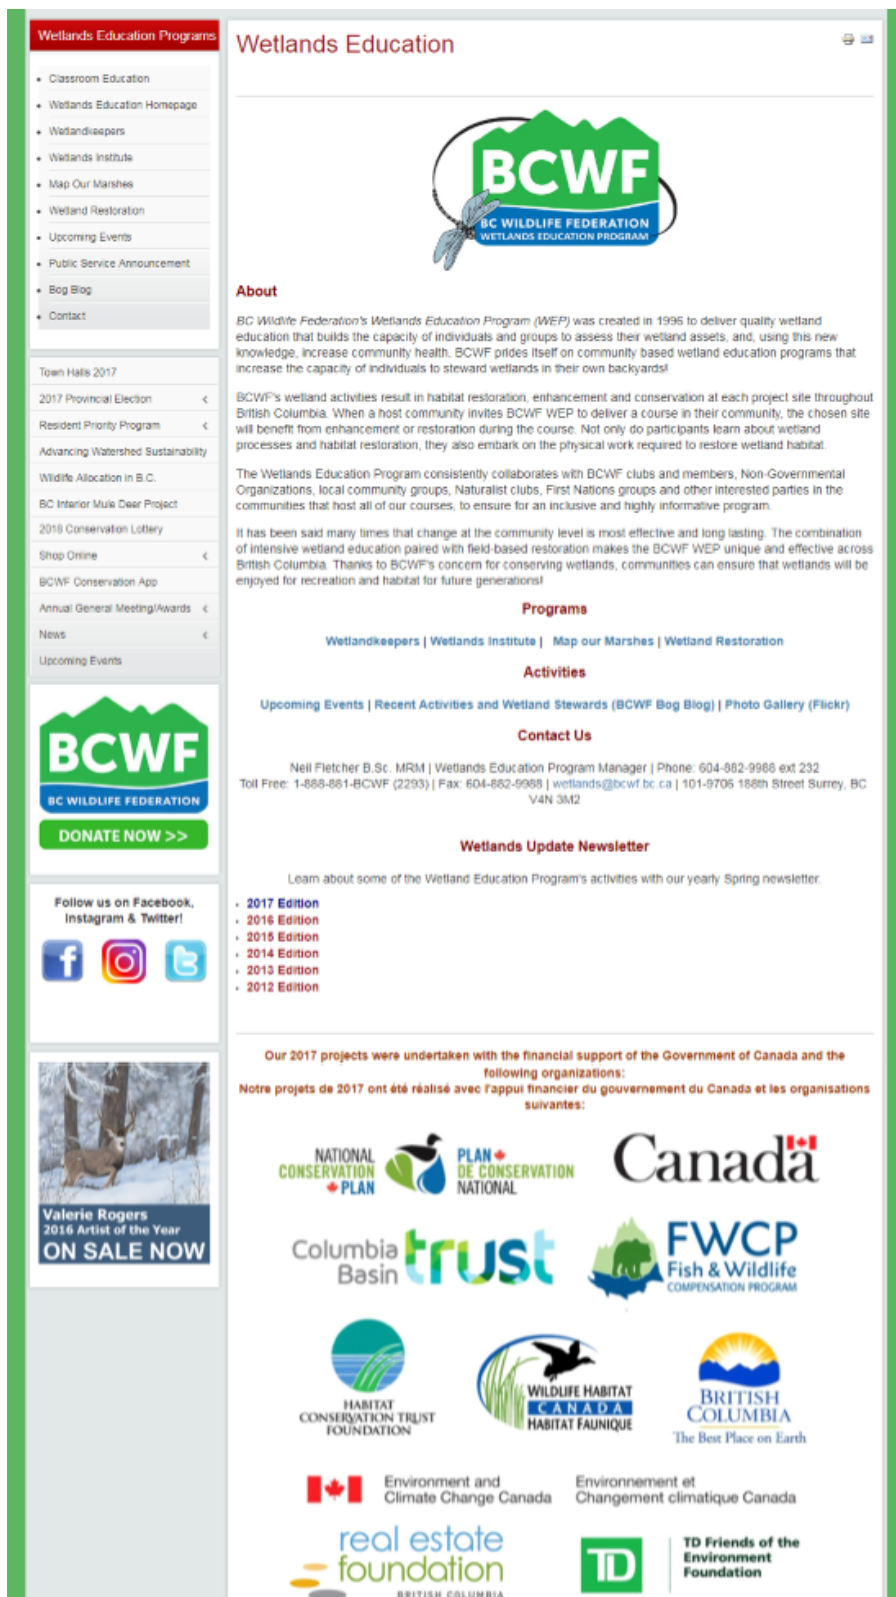 Wetlands Education Programs
Classroom Education
Wetlands Education Homepage
Wetlandkeepers
Wetlands Institute
Map Our Marshes
Wetland Restoration
Upcoming Events
Public Service Announcement
Bog Blog
Contact
Town Halls 2017
2017 Provincial Election
Resident Priority Program
Advancing Watershed Sustainability
Wildlife Allocation in B.C.
BC Interior Mule Deer Project
2018 Conservation Lottery
Shop Online
BCWF Conservation App
Annual General Meeting/Awards
News
Upcoming Events
BCWF
BC WILDLIFE FEDERATION
DONATE NOW >>
Follow us on Facebook,
Instagram & Twitter!
Valerie Rogers
2016 Artist of the Year
ON SALE NOW
Wetlands Education
BCWF
BC WILDLIFE FEDERATION
WETLANDS EDUCATION PROGRAM
About
BC Wildlife Federation's Wetlands Education Program (WEP) was created in 1996 to deliver quality wetland
education that builds the capacity of individuals and groups to assess their wetland assets, and, using this new
knowledge, increase community health. BCWF prides itself on community based wetland education programs that
increase the capacity of individuals to steward wetlands in their own backyards!
BCWF's wetland activities result in habitat restoration, enhancement and conservation at each project site throughout
British Columbia. When a host community invites BCWF WEP to deliver a course in their community, the chosen site
will benefit from enhancement or restoration during the course. Not only do participants learn about wetland
processes and habitat restoration, they also embark on the physical work required to restore wetland habitat.
The Wetlands Education Program consistently collaborates with BCWF clubs and members, Non-Governmental
Organizations, local community groups, Naturalist clubs, First Nations groups and other interested parties in the
communities that host all of our courses, to ensure for an inclusive and highly informative program.
It has been said many times that change at the community level is most effective and long lasting. The combination
of intensive wetland education paired with field-based restoration makes the BCWF WEP unique and effective across
British Columbia. Thanks to BCWF's concern for conserving wetlands, communities can ensure that wetlands will be
enjoyed for recreation and habitat for future generations!
Programs
Wetlandkeepers | Wetlands Institute | Map our Marshes | Wetland Restoration
Activities
Upcoming Events | Recent Activities and Wetland Stewards (BCWF Bog Blog) | Photo Gallery (Flickr)
Contact Us
Neil Fletcher B.Sc. MRM | Wetlands Education Program Manager | Phone: 604-882-9988 ext 232
Toll Free: 1-888-881-BCWF (2293) | Fax: 604-882-9988 | wetlands@bcwf.bc.ca | 101-9706 188th Street Surrey, BC
V4N 3M2
Wetlands Update Newsletter
Learn about some of the Wetland Education Program's activities with our yearly Spring newsletter.
2017 Edition
2016 Edition
2015 Edition
2014 Edition
2013 Edition
2012 Edition
Our 2017 projects were undertaken with the financial support of the Government of Canada and the
following organizations:
Notre projets de 2017 ont été réalisé avec l'appui financier du gouvernement du Canada et les organisations
suivantes:
NATIONAL CONSERVATION PLAN
PLAN DE CONSERVATION NATIONAL
Canada
Columbia Basin trust
FWCP
Fish & Wildlife
COMPENSATION PROGRAM
HABITAT
CONSERVATION TRUST
FOUNDATION
WILDLIFE HABITAT
CANADA
HABITAT FAUNIQUE
BRITISH
COLUMBIA
The Best Place on Earth
Environment and
Climate Change Canada
Environnement et
Changement climatique Canada
real estate
foundation
BRITISH COLUMBIA
TD
TD Friends of the
Environment
Foundation